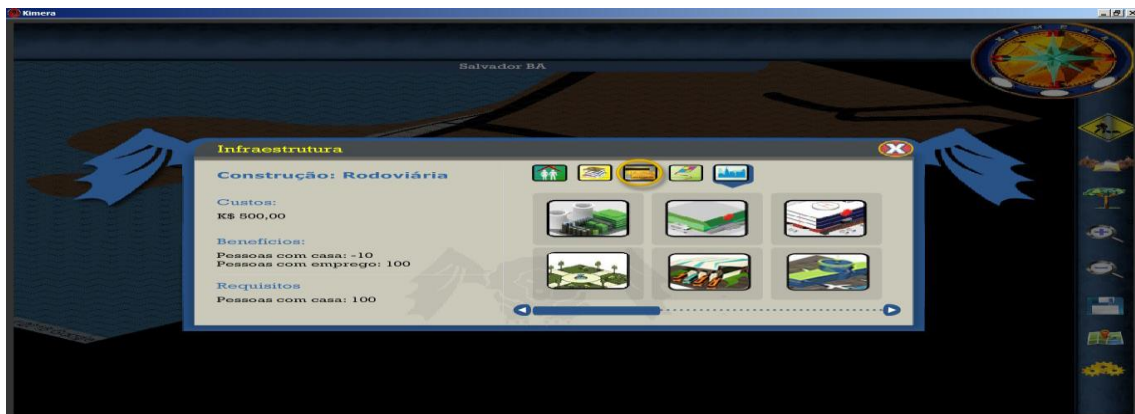 Kimera
KIMERA
Salvador BA
Infraestrutura
Construção: Rodoviária
Custos:
K$ 500,00
Benefícios:
Pessoas com casa: -10
Pessoas com emprego: 100
Requisitos
Pessoas com casa: 100